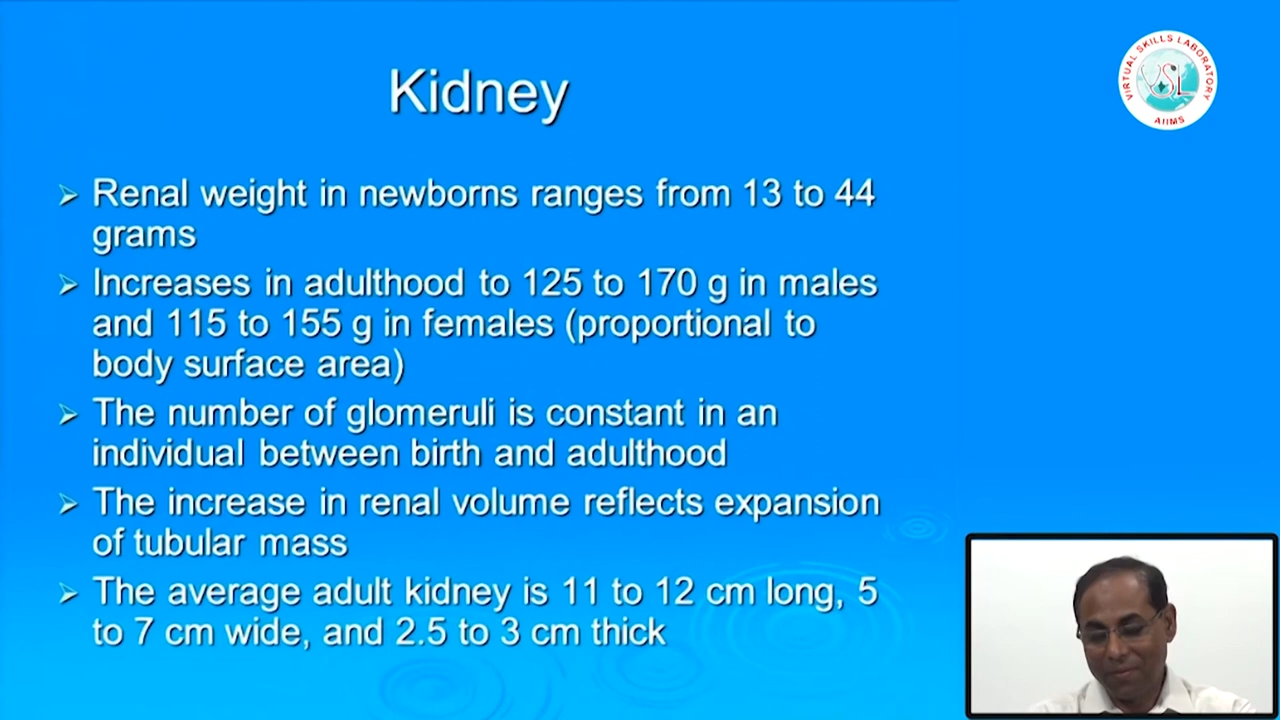 Kidney
VIRTUAL SKILLS LABORATORY
VSL
AIIMS
Renal weight in newborns ranges from 13 to 44
grams
Increases in adulthood to 125 to 170 g in males
and 115 to 155 g in females (proportional to
body surface area)
The number of glomeruli is constant in an
individual between birth and adulthood
The increase in renal volume reflects expansion
of tubular mass
The average adult kidney is 11 to 12 cm long, 5
to 7 cm wide, and 2.5 to 3 cm thick